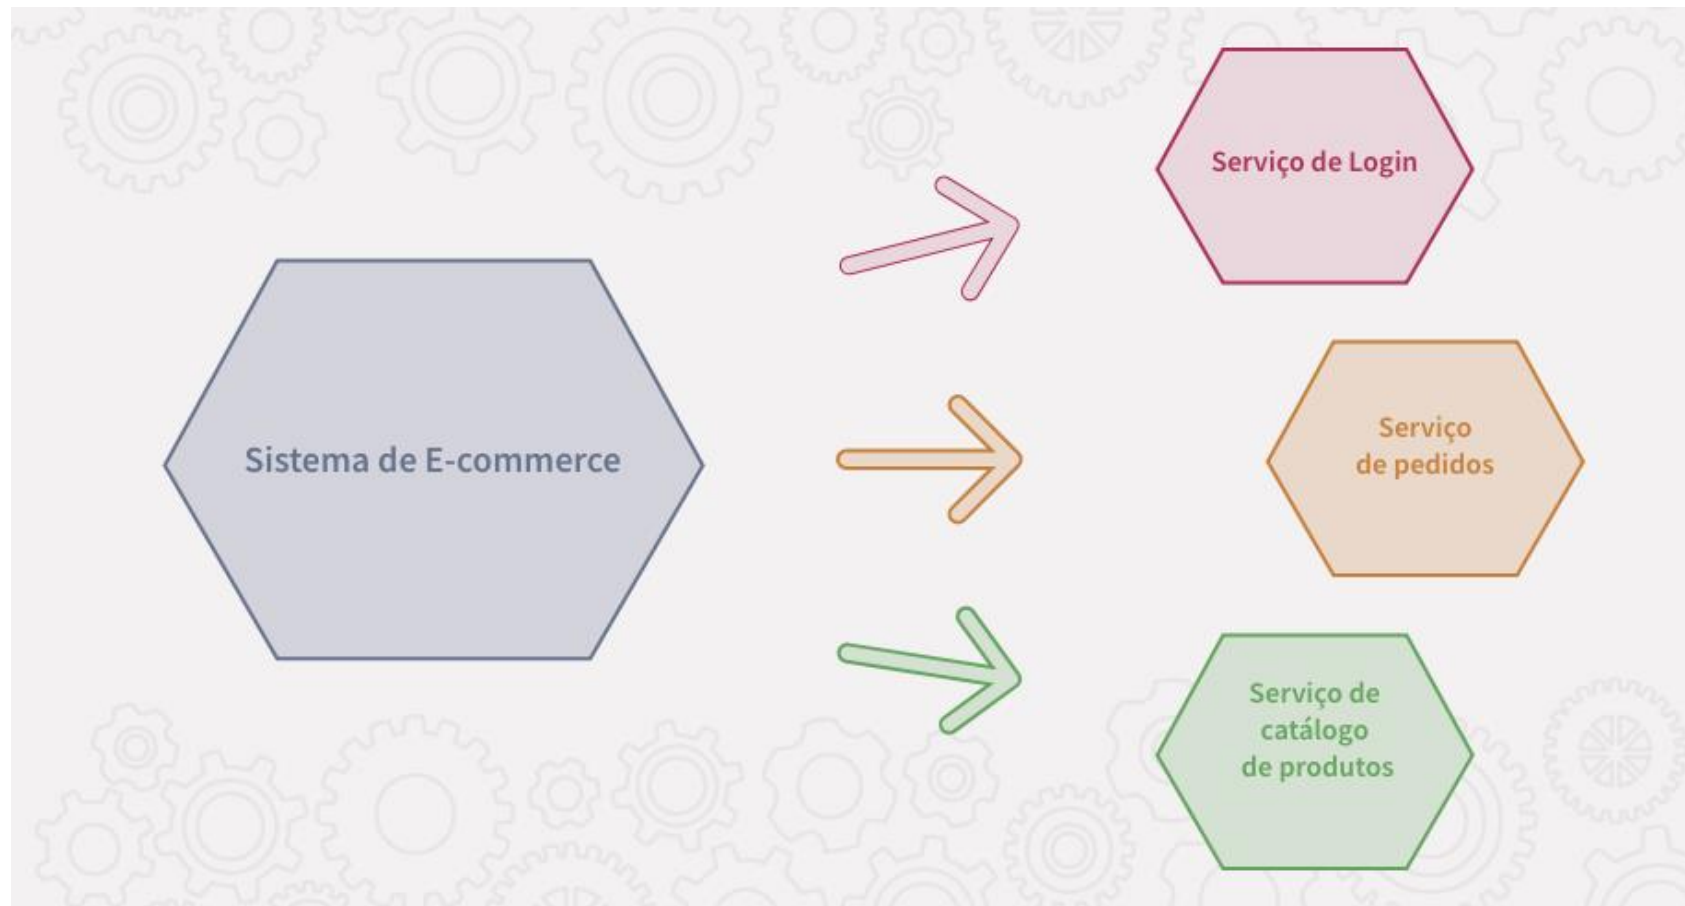 Sistema de E-commerce
Serviço de Login
Serviço
de pedidos
Serviço de
catálogo
de produtos